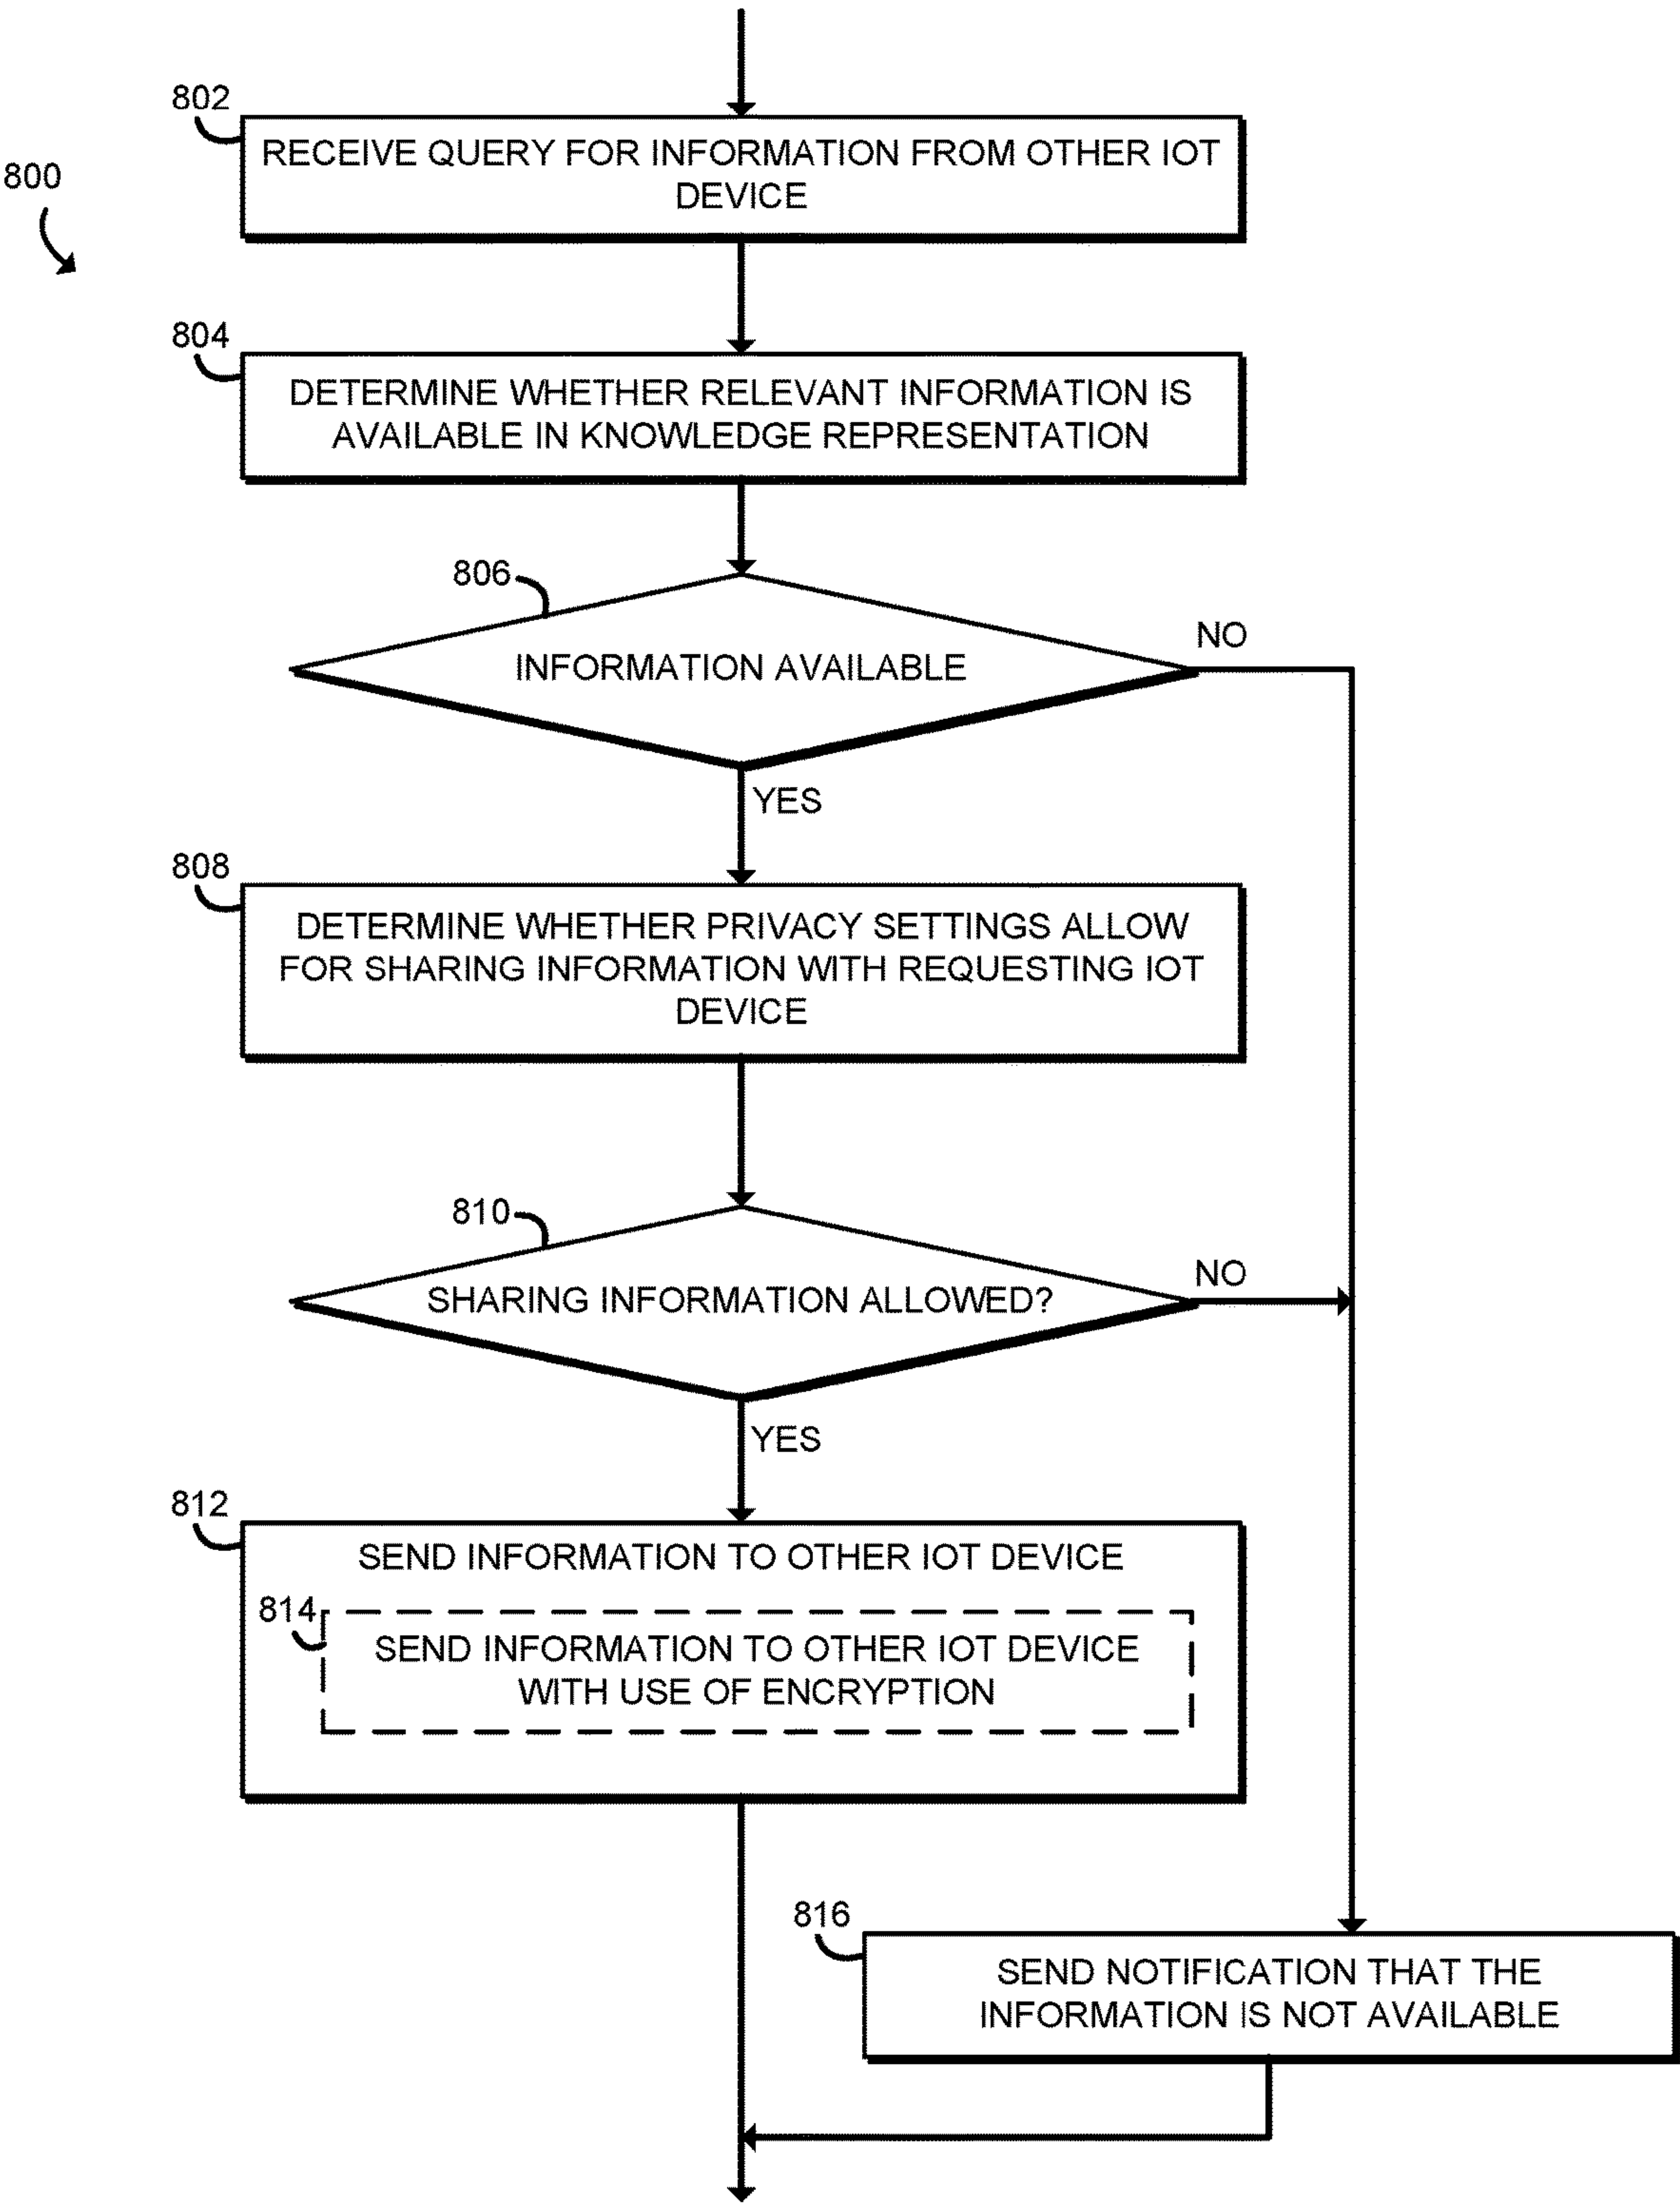 802
RECEIVE QUERY FOR INFORMATION FROM OTHER IOT
DEVICE
800
804
DETERMINE WHETHER RELEVANT INFORMATION IS
AVAILABLE IN KNOWLEDGE REPRESENTATION
806
INFORMATION AVAILABLE
NO
YES
808
DETERMINE WHETHER PRIVACY SETTINGS ALLOW
FOR SHARING INFORMATION WITH REQUESTING IOT
DEVICE
810
SHARING INFORMATION ALLOWED?
NO
YES
812
SEND INFORMATION TO OTHER IOT DEVICE
814
SEND INFORMATION TO OTHER IOT DEVICE
WITH USE OF ENCRYPTION
816
SEND NOTIFICATION THAT THE
INFORMATION IS NOT AVAILABLE